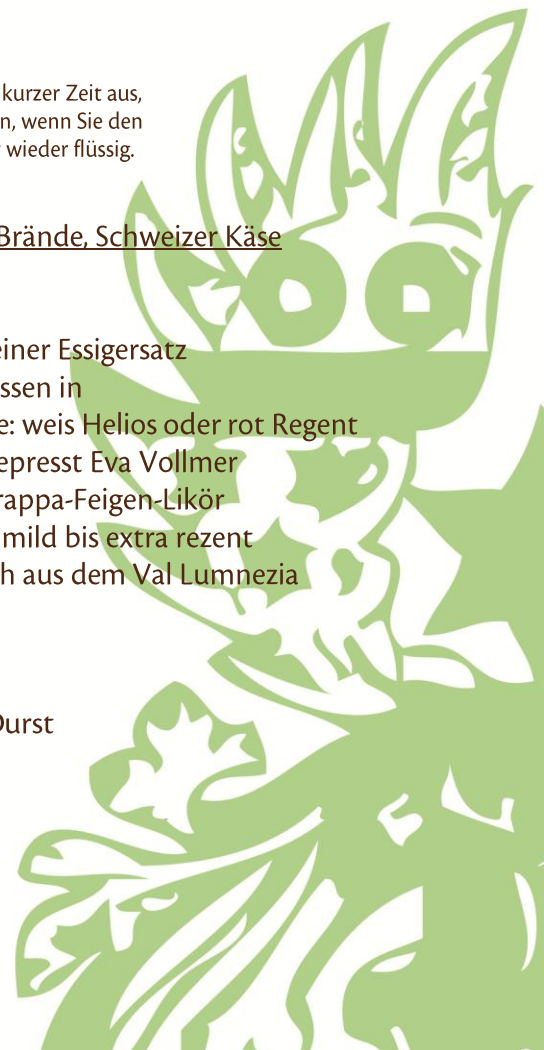 kurzer Zeit aus,
n, wenn Sie den
wieder flüssig.
Brände, Schweizer Käse
einer Essigersatz
ssen in
e: weis Helios oder rot Regent
epresst Eva Vollmer
rappa-Feigen-Likör
mild bis extra rezent
h aus dem Val Lumnezia
Durst